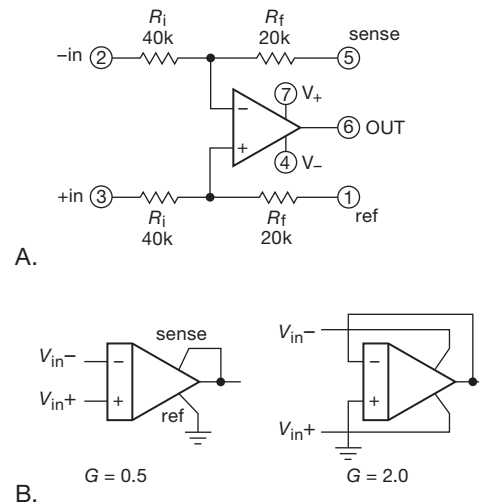 Ri Rf
40k 20k sense
−in 2 5
− 7 V+
6 OUT
+ 4 V−
+in 3 1
Ri Rf ref
40k 20k
A.
sense
Vin− − Vin−
−
Vin+ + +
ref Vin+
G = 0.5 G = 2.0
B.